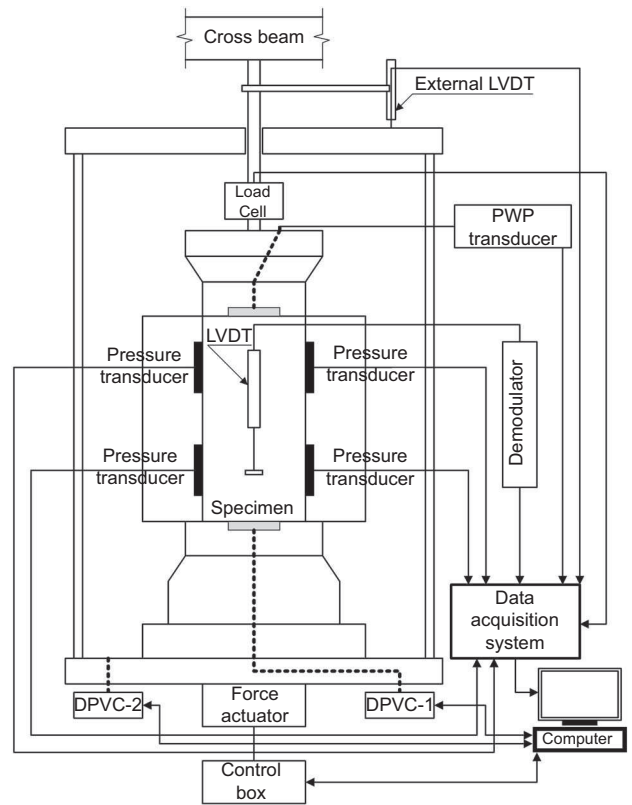 Cross beam
External LVDT
Load
Cell
PWP
transducer
LVDT
Pressure
transducer
Pressure
transducer
Demodulator
Pressure
transducer
Pressure
transducer
Specimen
Data
acquisition
system
DPVC-2
Force
actuator
DPVC-1
Computer
Control
box